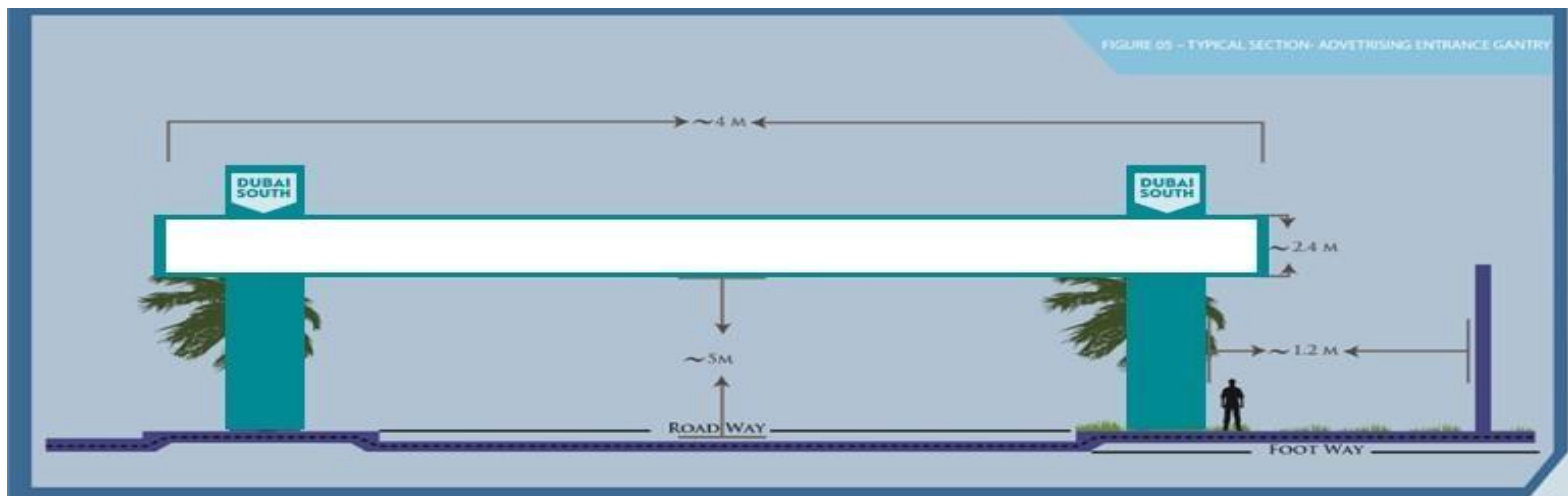 FIGURE 05 – TYPICAL SECTION- ADVETRISING ENTRANCE GANTRY
~4 M
DUBAI
SOUTH
DUBAI
SOUTH
~2.4 M
~5M
~1.2 M
ROAD WAY
FOOT WAY